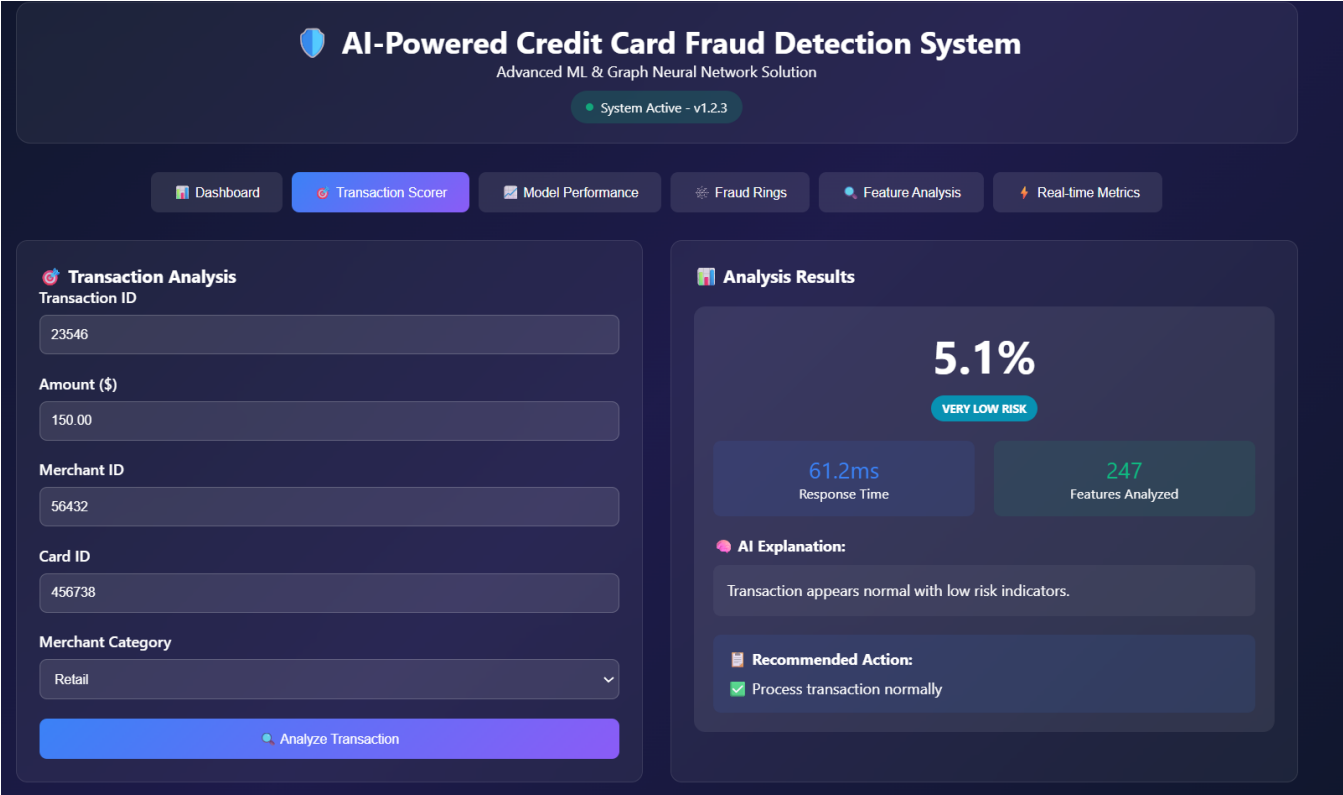 AI-Powered Credit Card Fraud Detection System
Advanced ML & Graph Neural Network Solution
System Active - v1.2.3
Dashboard
Transaction Scorer
Model Performance
Fraud Rings
Feature Analysis
Real-time Metrics
Transaction Analysis
Transaction ID
23546
Amount ($)
150.00
Merchant ID
56432
Card ID
456738
Merchant Category
Retail
Analyze Transaction
Analysis Results
5.1%
VERY LOW RISK
61.2ms
Response Time
247
Features Analyzed
AI Explanation:
Transaction appears normal with low risk indicators.
Recommended Action:
Process transaction normally